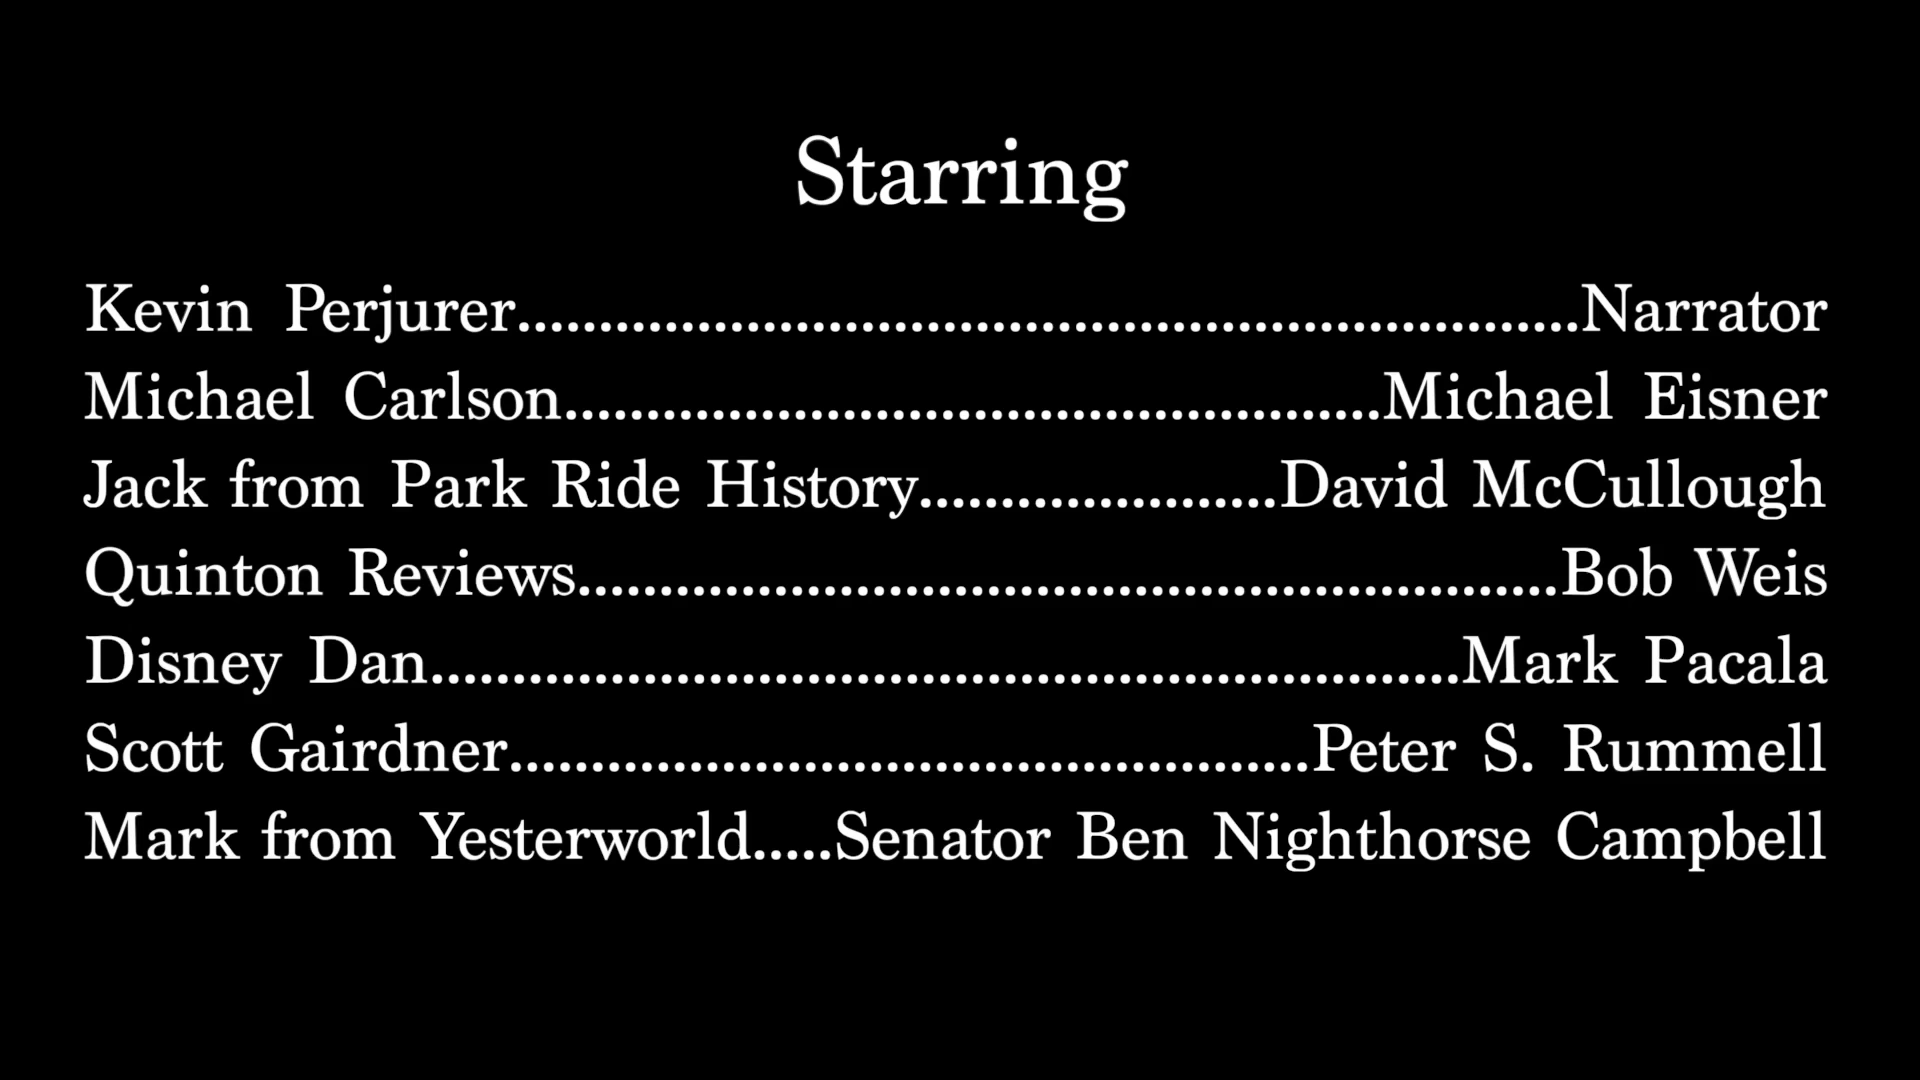 Starring
Kevin Perjurer.................................................................Narrator
Michael Carlson..................................................Michael Eisner
Jack from Park Ride History......................David McCullough
Quinton Reviews............................................................Bob Weis
Disney Dan...............................................................Mark Pacala
Scott Gairdner.................................................Peter S. Rummell
Mark from Yesterworld.....Senator Ben Nighthorse Campbell